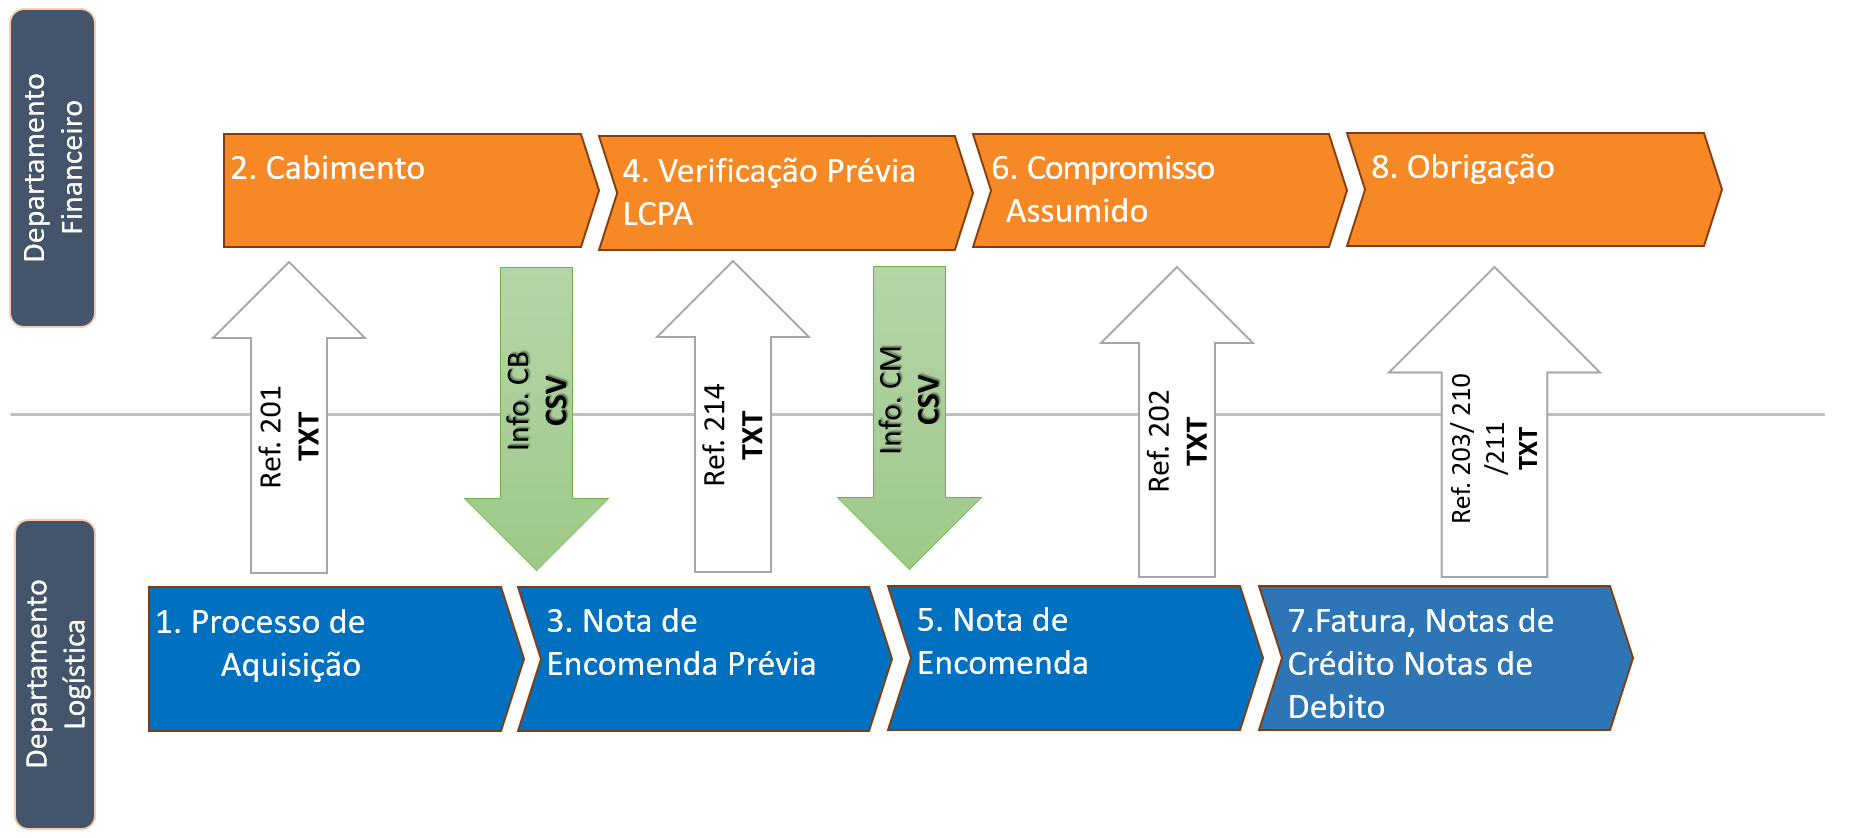 Departamento
Financeiro
2. Cabimento
4. Verificação Prévia
LCPA
6. Compromisso
Assumido
8. Obrigação
Ref. 201
TXT
Info. CB
CSV
Ref. 214
TXT
Info. CM
CSV
Ref. 202
TXT
Ref. 203/ 210
/211
TXT
Departamento
Logística
1. Processo de
Aquisição
3. Nota de
Encomenda Prévia
5. Nota de
Encomenda
7.Fatura, Notas de
Crédito Notas de
Debito